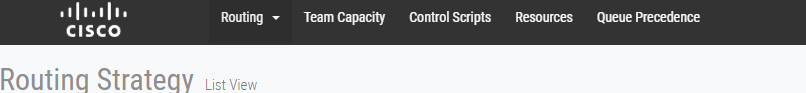 CISCO Routing Team Capacity Control Scripts Resources Queue Precedence
Routing Strategy List View